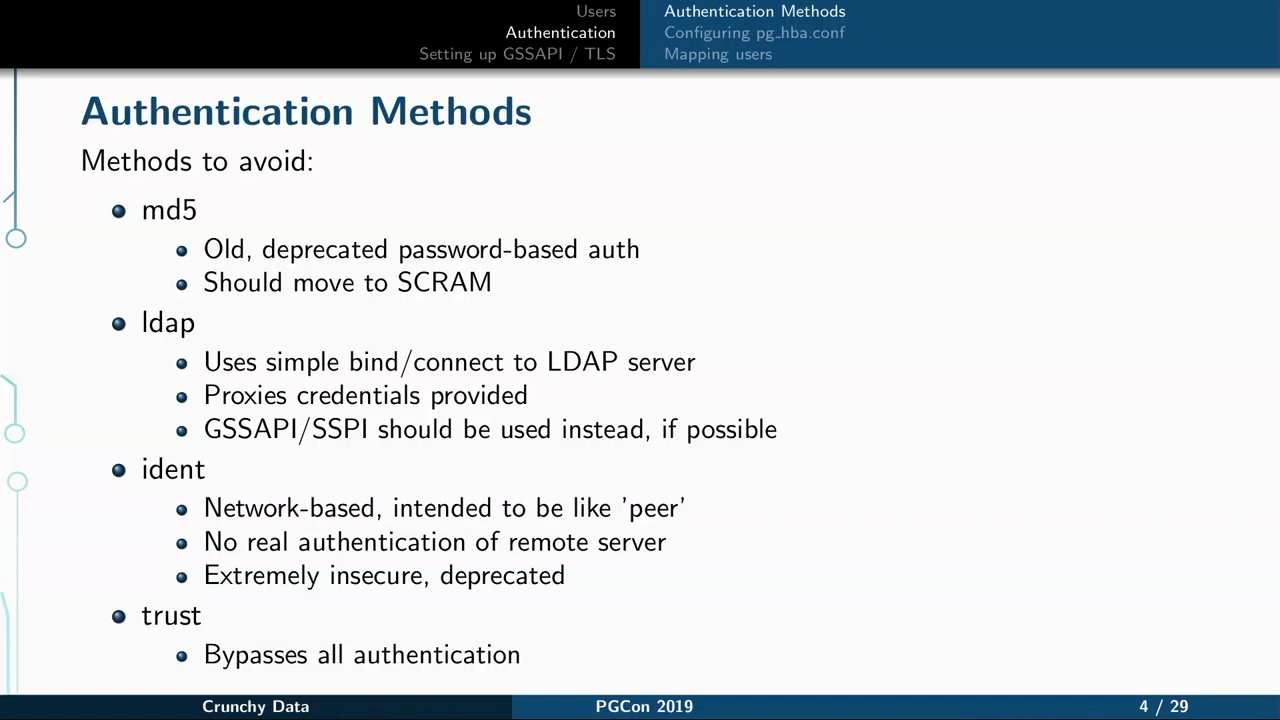 Users
Authentication
Setting up GSSAPI / TLS
Authentication Methods
Configuring pg_hba.conf
Mapping users
Authentication Methods
Methods to avoid:
md5
Old, deprecated password-based auth
Should move to SCRAM
ldap
Uses simple bind/connect to LDAP server
Proxies credentials provided
GSSAPI/SSPI should be used instead, if possible
ident
Network-based, intended to be like 'peer'
No real authentication of remote server
Extremely insecure, deprecated
trust
Bypasses all authentication
Crunchy Data
PGCon 2019
4 / 29